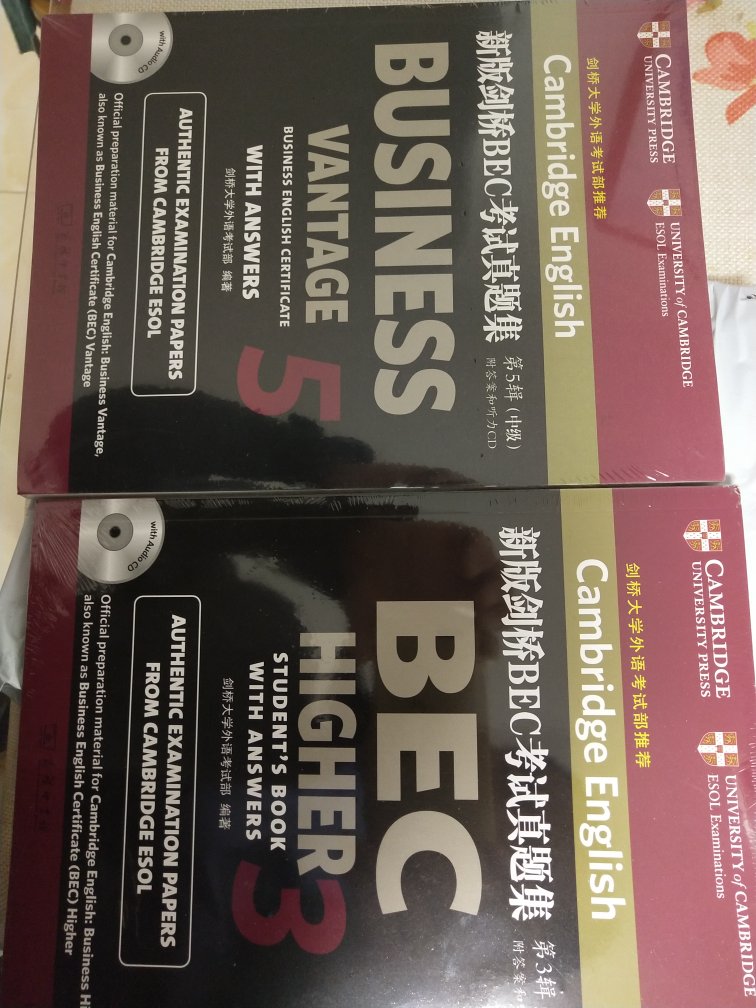 CAMBRIDGE
UNIVERSITY PRESS
UNIVERSITY of CAMBRIDGE
ESOL Examinations
剑桥大学外语考试部推荐
Cambridge English
新版剑桥BEC考试真题集 第5辑(中级)
附答案和听力CD
BUSINESS
VANTAGE
5
BUSINESS ENGLISH CERTIFICATE
WITH ANSWERS
剑桥大学外语考试部 编著
AUTHENTIC EXAMINATION PAPERS
FROM CAMBRIDGE ESOL
with Audio CD
Official preparation material for Cambridge English: Business Vantage,
also known as Business English Certificate (BEC) Vantage
CAMBRIDGE
UNIVERSITY PRESS
UNIVERSITY of CAMBRIDGE
ESOL Examinations
剑桥大学外语考试部推荐
Cambridge English
新版剑桥BEC考试真题集 第3辑
附答案和
BEC
HIGHER
3
STUDENT'S BOOK
WITH ANSWERS
剑桥大学外语考试部 编著
AUTHENTIC EXAMINATION PAPERS
FROM CAMBRIDGE ESOL
with Audio CD
Official preparation material for Cambridge English: Business Hi
also known as Business English Certificate (BEC) Higher